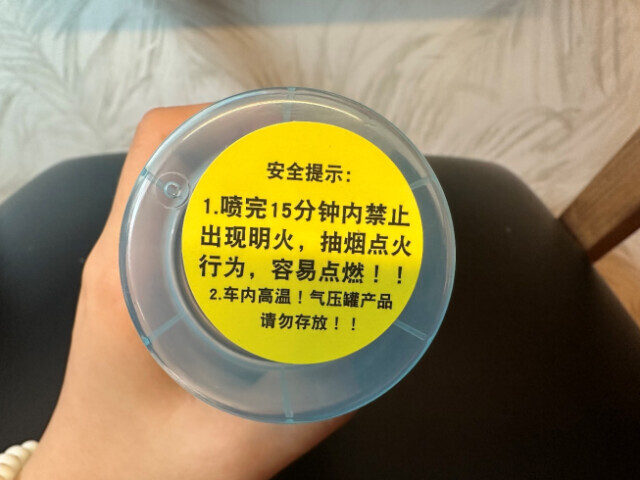 安全提示：
1.喷完15分钟内禁止
出现明火，抽烟点火
行为，容易点燃！！
2.车内高温！气压罐产品
请勿存放！！